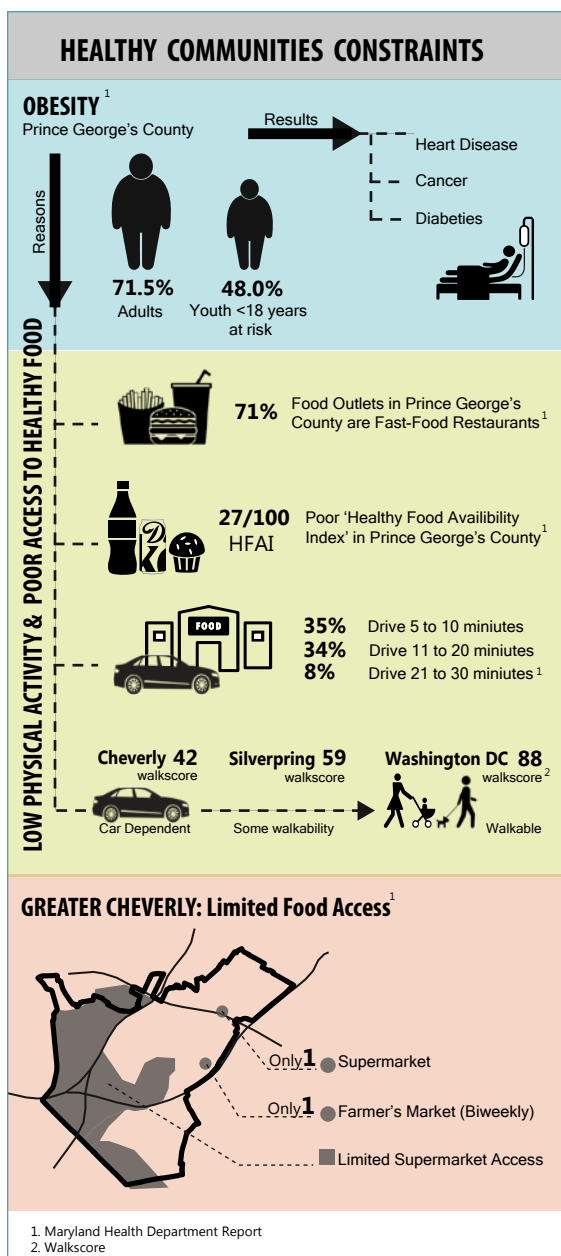 HEALTHY COMMUNITIES CONSTRAINTS
OBESITY 1
Prince George's County
Results
Heart Disease
Cancer
Diabeties
Reasons
71.5%
Adults
48.0%
Youth <18 years
at risk
LOW PHYSICAL ACTIVITY & POOR ACCESS TO HEALTHY FOOD
71%
Food Outlets in Prince George's
County are Fast-Food Restaurants 1
27/100
HFAI
Poor 'Healthy Food Availibility
Index' in Prince George's County 1
FOOD
35% Drive 5 to 10 miniutes
34% Drive 11 to 20 miniutes
8% Drive 21 to 30 miniutes 1
Cheverly 42
walkscore
Car Dependent
Silverpring 59
walkscore
Some walkability
Washington DC 88
walkscore 2
Walkable
GREATER CHEVERLY: Limited Food Access 1
Only 1 Supermarket
Only 1 Farmer's Market (Biweekly)
Limited Supermarket Access
1. Maryland Health Department Report
2. Walkscore